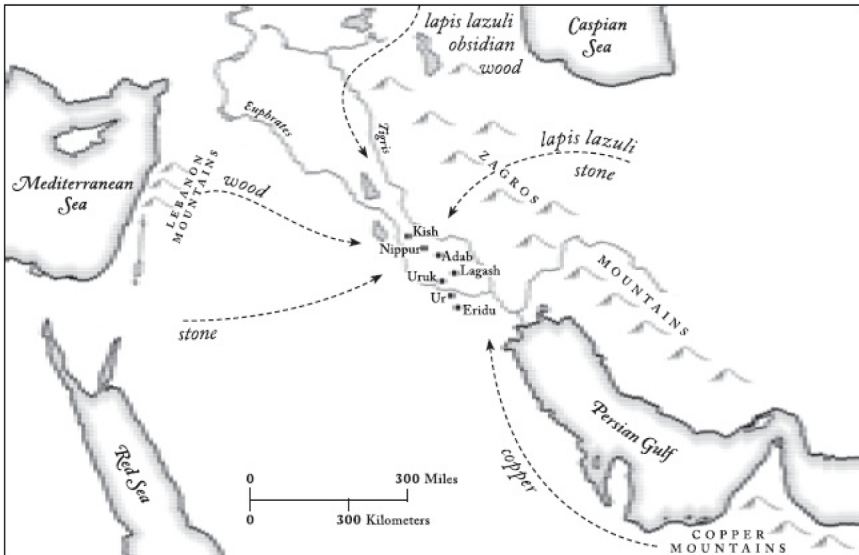 lapis lazuli
obsidian
wood
Caspian
Sea
Euphrates
Tigris
lapis lazuli
stone
ZAGROS
MOUNTAINS
Mediterranean
Sea
LEBANON
MOUNTAINS
wood
Kish
Nippur
Adab
Lagash
Uruk
Ur
Eridu
stone
Red Sea
Persian Gulf
copper
0 300 Miles
0 300 Kilometers
COPPER
MOUNTAINS